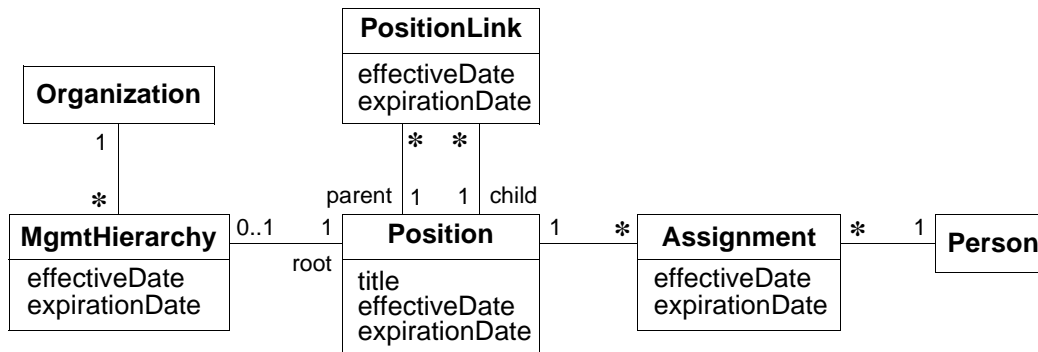 PositionLink
effectiveDate
expirationDate
Organization
1
*
*
*
parent
1
1
child
*
MgmtHierarchy
effectiveDate
expirationDate
0..1
1
root
Position
title
effectiveDate
expirationDate
1
*
Assignment
effectiveDate
expirationDate
*
1
Person